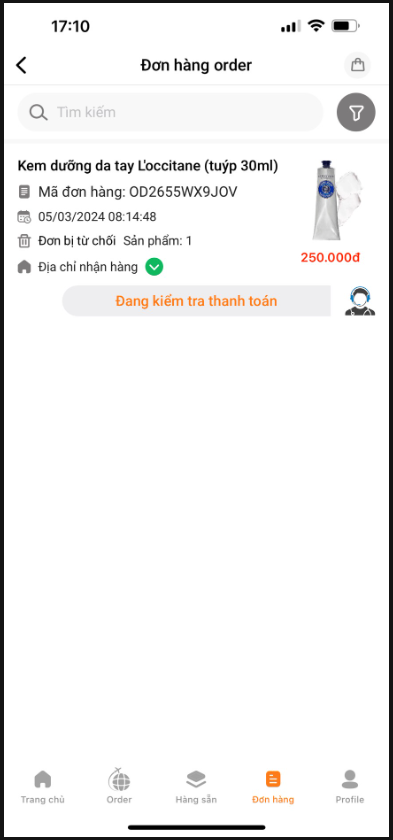 17:10
Đơn hàng order
Tìm kiếm
Kem dưỡng da tay L'occitane (tuýp 30ml)
Mã đơn hàng: OD2655WX9JOV
05/03/2024 08:14:48
Đơn bị từ chối Sản phẩm: 1
250.000đ
Địa chỉ nhận hàng
Đang kiểm tra thanh toán
Trang chủ
Order
Hàng sẵn
Đơn hàng
Profile